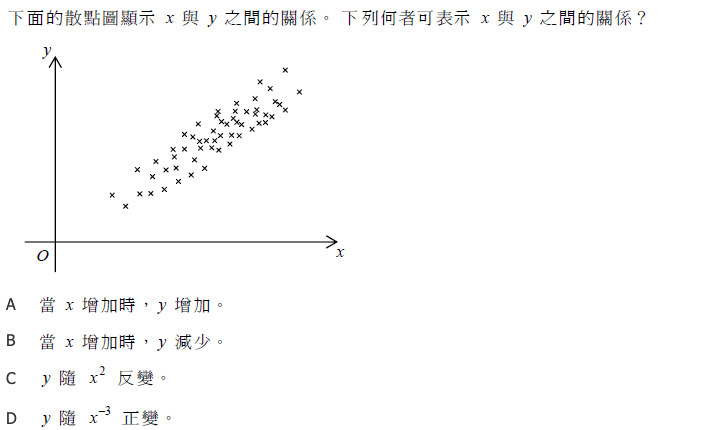 下面的散點圖顯示 x 與 y 之間的關係。 下列何者可表示 x 與 y 之間的關係？
y
O
x
A 當 x 增加時，y 增加。
B 當 x 增加時，y 減少。
C y 隨 x² 反變。
D y 隨 x⁻³ 正變。